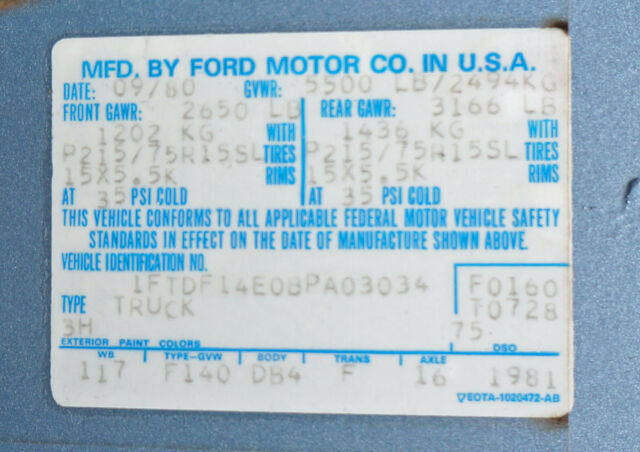 MFD. BY FORD MOTOR CO. IN U.S.A.
DATE: 09/80 GVWR: 5500 LB/2494KG
FRONT GAWR: 2650 LB REAR GAWR: 3166 LB
1202 KG WITH 1436 KG WITH
P215/75R15SL TIRES P215/75R15SL TIRES
15X5.5K RIMS 15X5.5K RIMS
AT 35 PSI COLD AT 35 PSI COLD
THIS VEHICLE CONFORMS TO ALL APPLICABLE FEDERAL MOTOR VEHICLE SAFETY
STANDARDS IN EFFECT ON THE DATE OF MANUFACTURE SHOWN ABOVE.
VEHICLE IDENTIFICATION NO.
1FTDF14E0BPA03034 F0160
TYPE TRUCK T0728
3H 75
EXTERIOR PAINT COLORS DSO
WB TYPE-GVW BODY TRANS AXLE
117 F140 DB4 F 16 1981
EOTA-1020472-AB